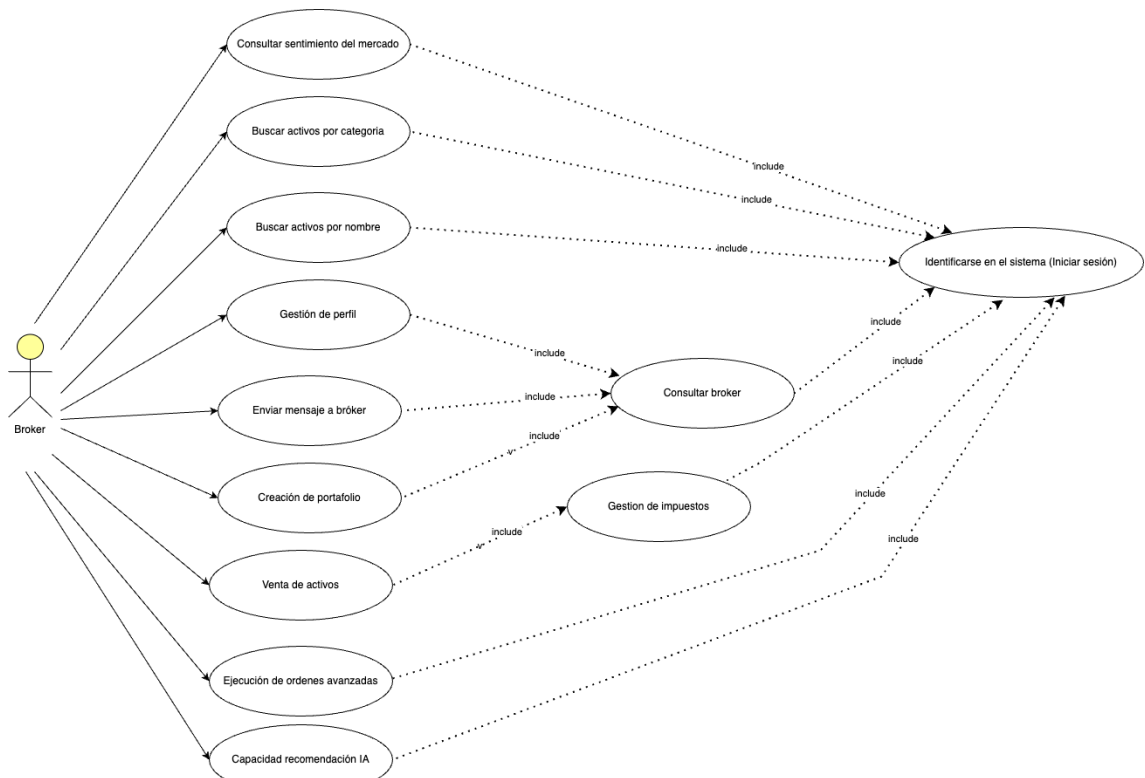 Consultar sentimiento del mercado
Buscar activos por categoria
include
include
Buscar activos por nombre
include
Identificarse en el sistema (Iniciar sesión)
Gestión de perfil
include
include
include
Consultar broker
Enviar mensaje a bróker
include
Broker
include
Creación de portafolio
Gestion de impuestos
include
include
include
Venta de activos
Ejecución de ordenes avanzadas
Capacidad recomendación IA